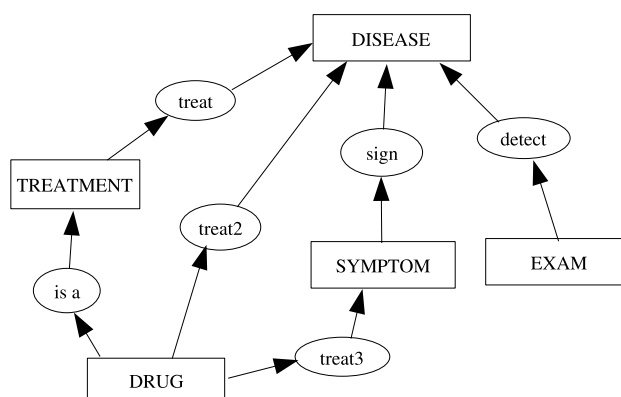 DISEASE
treat
detect
sign
TREATMENT
treat2
SYMPTOM
EXAM
is a
treat3
DRUG